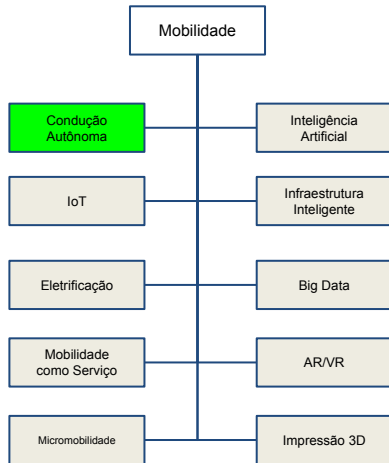 Mobilidade
Condução
Autônoma
Inteligência
Artificial
IoT
Infraestrutura
Inteligente
Eletrificação
Big Data
Mobilidade
como Serviço
AR/VR
Micromobilidade
Impressão 3D